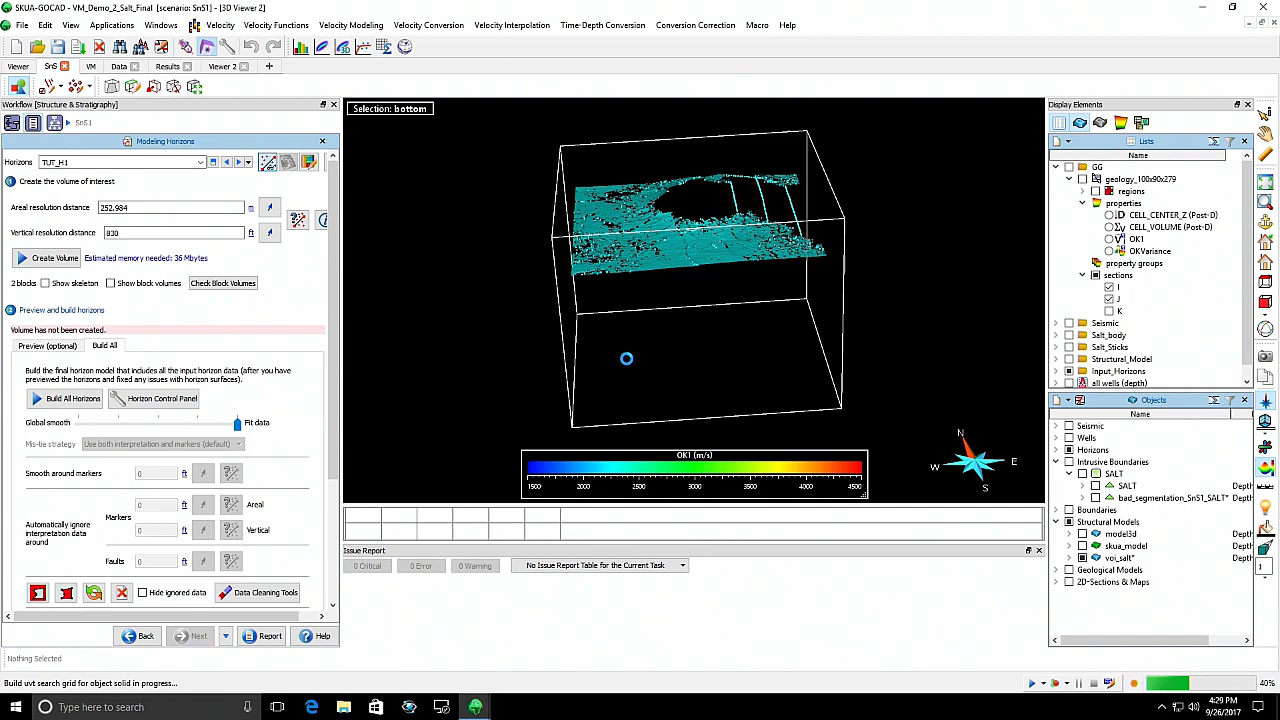 SKUA-GOCAD - VM_Demo_2_Salt_Final [scenario: SnS1] - [3D Viewer 2]
File Edit View Applications Windows Velocity Velocity Functions Velocity Modeling Velocity Conversion Velocity Interpolation Time-Depth Conversion Conversion Correction Macro Help
Viewer SnS VM Data Results Viewer 2 +
Workflow [Structure & Stratigraphy]
SnS1
Modeling Horizons
Horizons TUT_H1
1 Create the volume of interest
Areal resolution distance 252.984 m
Vertical resolution distance 830 ft
Create Volume Estimated memory needed: 36 Mbytes
2 blocks Show skeleton Show block volumes Check Block Volumes
2 Preview and build horizons
Volume has not been created.
Preview (optional) Build All
Build the final horizon model that includes all the input horizon data (after you have
previewed the horizons and fixed any issues with horizon surfaces).
Build All Horizons Horizon Control Panel
Global smooth Fit data
Mis-tie strategy Use both interpretation and markers (default)
Smooth around markers 0 ft
Automatically ignore
interpretation data
around
Markers 0 ft Areal
0 ft Vertical
Faults 0 ft
Hide ignored data Data Cleaning Tools
Back Next Report Help
Nothing Selected
Build uvt search grid for object solid in progress...
Selection: bottom
N
W E
S
OK1 (m/s)
1500 2000 2500 3000 3500 4000 4500
Issue Report
0 Critical 0 Error 0 Warning No Issue Report Table for the Current Task
Display Elements
Lists
Name
GG
geology_100x90x279
regions
properties
CELL_CENTER_Z (Post-D)
CELL_VOLUME (Post-D)
OK1
OKVariance
property groups
sections
I
J
K
Seismic
Salt_body
Salt_Sticks
Structural_Model
Input_Horizons
all wells (depth)
Objects
Name
Seismic
Wells
Horizons
Intrusive Boundaries
SALT
SALT Depth
bad_segmentation_SnS1_SALT* Depth
Boundaries
Structural Models
model3d Depth
skua_model Depth
voi_salt* Depth
Geological Models
2D-Sections & Maps
1
40%
Type here to search
4:29 PM
9/26/2017